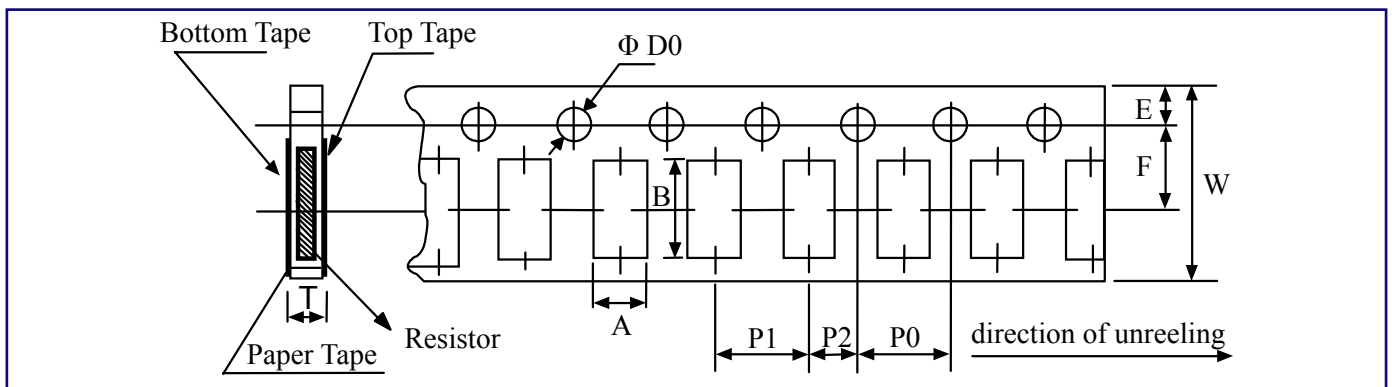 Bottom Tape
Top Tape
Φ D0
E
F
W
B
T
A
Resistor
Paper Tape
P1
P2
P0
direction of unreeling